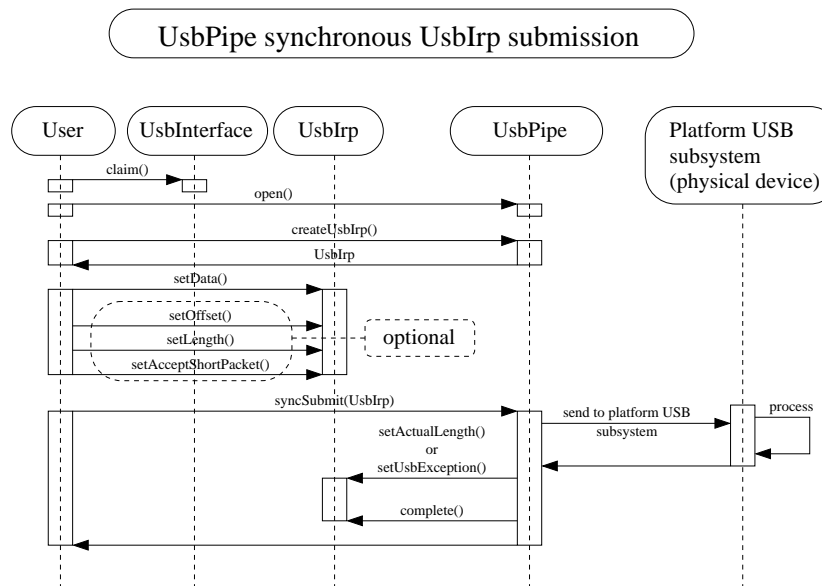 UsbPipe synchronous UsbIrp submission
User
UsbInterface
UsbIrp
UsbPipe
Platform USB
subsystem
(physical device)
claim()
open()
createUsbIrp()
UsbIrp
setData()
setOffset()
setLength()
setAcceptShortPacket()
optional
syncSubmit(UsbIrp)
send to platform USB
subsystem
process
setActualLength()
or
setUsbException()
complete()